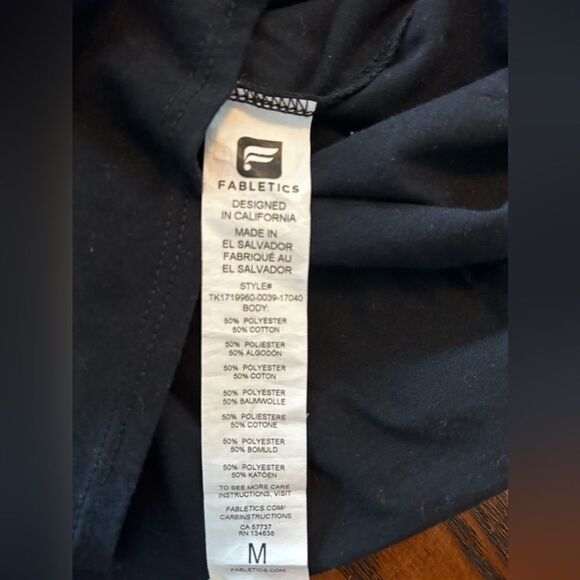 FABLETICS
DESIGNED
IN CALIFORNIA
MADE IN
EL SALVADOR
FABRIQUÉ AU
EL SALVADOR
STYLE#
TK1719960-0039-17040
BODY:
50% POLYESTER
50% COTTON
50% POLIESTER
50% ALGODÓN
50% POLYESTER
50% COTON
50% POLYESTER
50% BAUMWOLLE
50% POLIESTERE
50% COTONE
50% POLYESTER
50% BOMULD
50% POLYESTER
50% KATOEN
TO SEE MORE CARE
INSTRUCTIONS, VISIT
FABLETICS.COM/
CAREINSTRUCTIONS
CA 57737
RN 134638
M
FABLETICS.COM